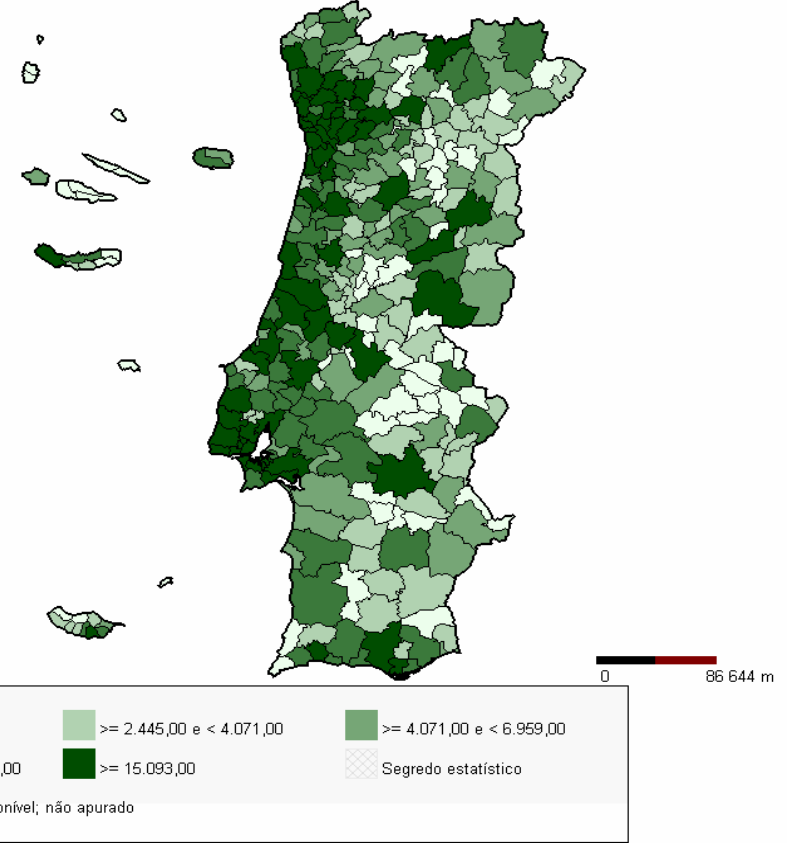 0 86 644 m
>= 2.445,00 e < 4.071,00 >= 4.071,00 e < 6.959,00
,00 >= 15.093,00 Segredo estatístico
onível; não apurado